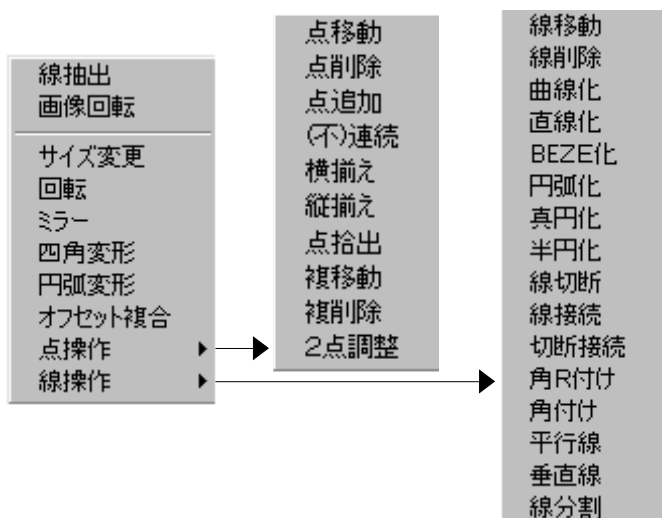 線抽出
画像回転
サイズ変更
回転
ミラー
四角変形
円弧変形
オフセット複合
点操作
線操作
点移動
点削除
点追加
(不)連続
横揃え
縦揃え
点拾出
複移動
複削除
2点調整
線移動
線削除
曲線化
直線化
BEZE化
円弧化
真円化
半円化
線切断
線接続
切断接続
角R付け
角付け
平行線
垂直線
線分割